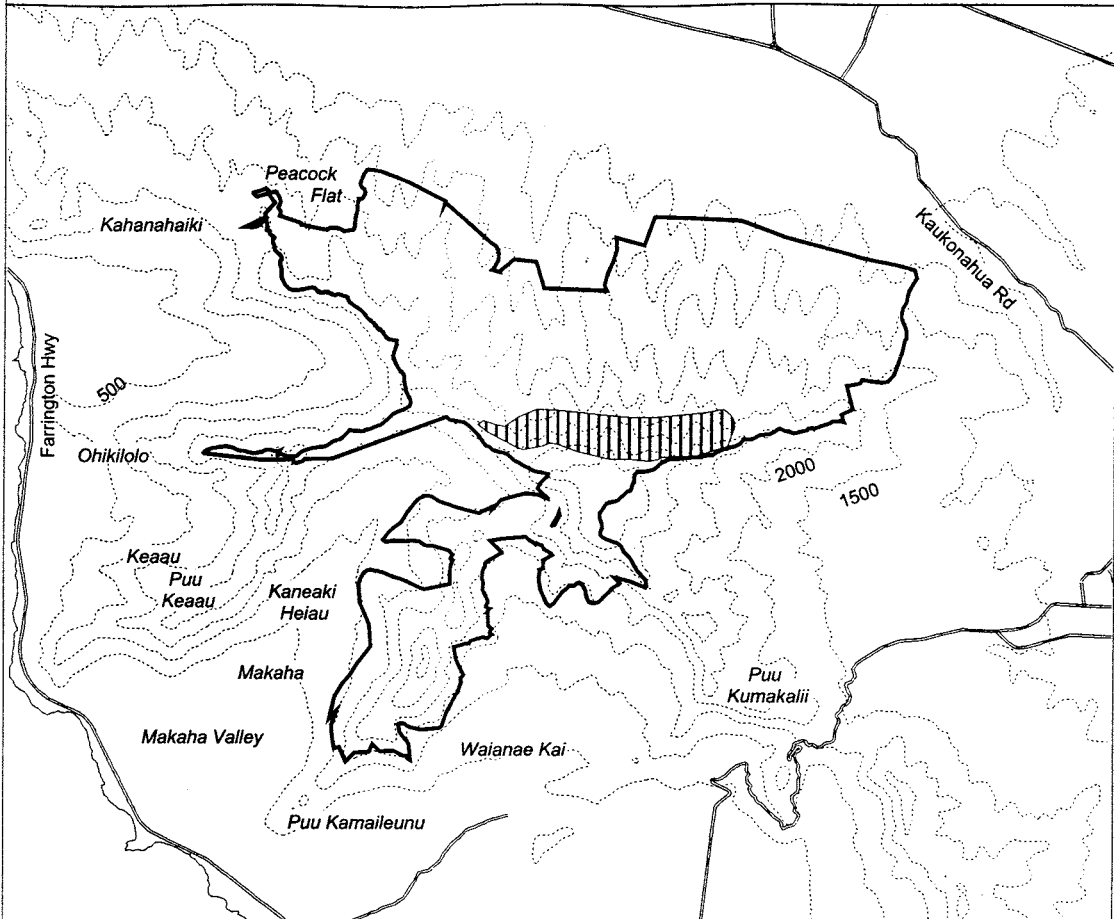 Peacock
Flat
Kahanahaiki
Kaukonahua Rd
Farrington Hwy
500
Ohikilolo
2000
1500
Keaau
Puu
Keaau
Kaneaki
Heiau
Makaha
Puu
Kumakalii
Makaha Valley
Waianae Kai
Puu Kamaileunu